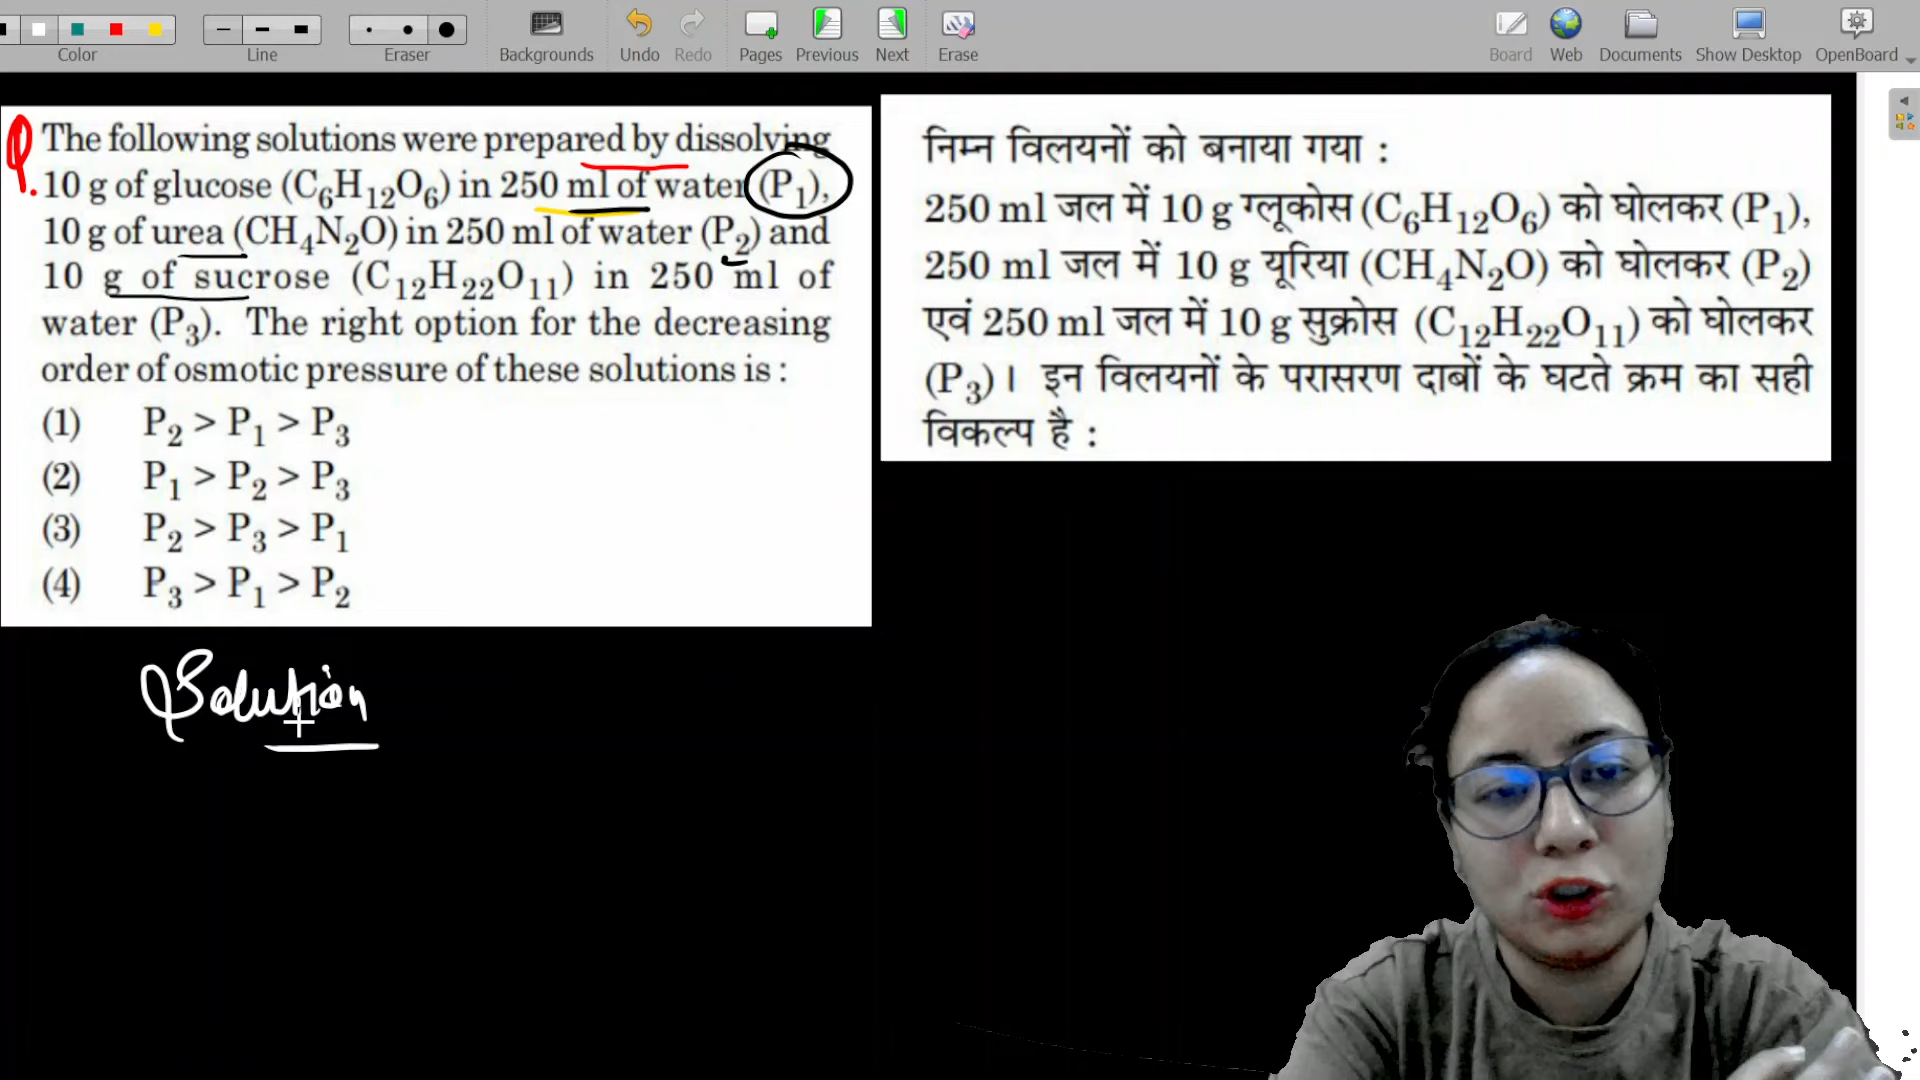 Color
Line
Eraser
Backgrounds
Undo
Redo
Pages
Previous
Next
Erase
Board
Web
Documents
Show Desktop
OpenBoard
Q.
The following solutions were prepared by dissolving
10 g of glucose (C₆H₁₂O₆) in 250 ml of water (P₁),
10 g of urea (CH₄N₂O) in 250 ml of water (P₂) and
10 g of sucrose (C₁₂H₂₂O₁₁) in 250 ml of
water (P₃). The right option for the decreasing
order of osmotic pressure of these solutions is :
(1) P₂ > P₁ > P₃
(2) P₁ > P₂ > P₃
(3) P₂ > P₃ > P₁
(4) P₃ > P₁ > P₂
निम्न विलयनों को बनाया गया :
250 ml जल में 10 g ग्लूकोस (C₆H₁₂O₆) को घोलकर (P₁),
250 ml जल में 10 g यूरिया (CH₄N₂O) को घोलकर (P₂)
एवं 250 ml जल में 10 g सुक्रोस (C₁₂H₂₂O₁₁) को घोलकर
(P₃)। इन विलयनों के परासरण दाबों के घटते क्रम का सही
विकल्प है :
Solution